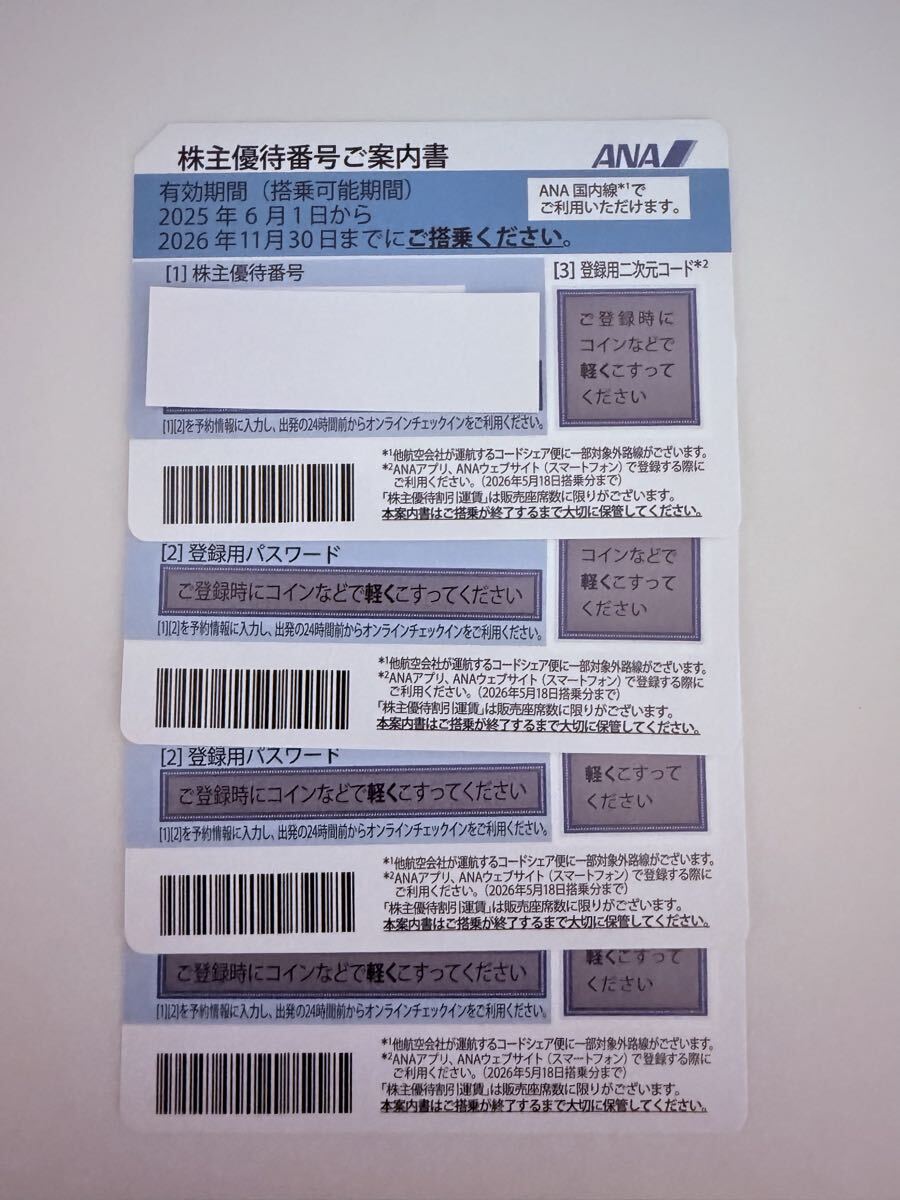 株主優待番号ご案内書
ANA
有効期間（搭乗可能期間）
2025年6月1日から
2026年11月30日までにご搭乗ください。
ANA国内線*1で
ご利用いただけます。
[1] 株主優待番号
[3] 登録用二次元コード*2
ご登録時に
コインなどで
軽くこすって
ください
[1][2]を予約情報に入力し、出発の24時間前からオンラインチェックインをご利用ください。
*1他航空会社が運航するコードシェア便に一部対象外路線がございます。
*2ANAアプリ、ANAウェブサイト（スマートフォン）で登録する際に
ご利用ください。（2026年5月18日搭乗分まで）
「株主優待割引運賃」は販売座席数に限りがございます。
本案内書はご搭乗が終了するまで大切に保管してください。
[2] 登録用パスワード
ご登録時にコインなどで軽くこすってください
コインなどで
軽くこすって
ください
[1][2]を予約情報に入力し、出発の24時間前からオンラインチェックインをご利用ください。
*1他航空会社が運航するコードシェア便に一部対象外路線がございます。
*2ANAアプリ、ANAウェブサイト（スマートフォン）で登録する際に
ご利用ください。（2026年5月18日搭乗分まで）
「株主優待割引運賃」は販売座席数に限りがございます。
本案内書はご搭乗が終了するまで大切に保管してください。
[2] 登録用パスワード
ご登録時にコインなどで軽くこすってください
軽くこすって
ください
[1][2]を予約情報に入力し、出発の24時間前からオンラインチェックインをご利用ください。
*1他航空会社が運航するコードシェア便に一部対象外路線がございます。
*2ANAアプリ、ANAウェブサイト（スマートフォン）で登録する際に
ご利用ください。（2026年5月18日搭乗分まで）
「株主優待割引運賃」は販売座席数に限りがございます。
本案内書はご搭乗が終了するまで大切に保管してください。
ご登録時にコインなどで軽くこすってください
軽くこすって
ください
[1][2]を予約情報に入力し、出発の24時間前からオンラインチェックインをご利用ください。
*1他航空会社が運航するコードシェア便に一部対象外路線がございます。
*2ANAアプリ、ANAウェブサイト（スマートフォン）で登録する際に
ご利用ください。（2026年5月18日搭乗分まで）
「株主優待割引運賃」は販売座席数に限りがございます。
本案内書はご搭乗が終了するまで大切に保管してください。